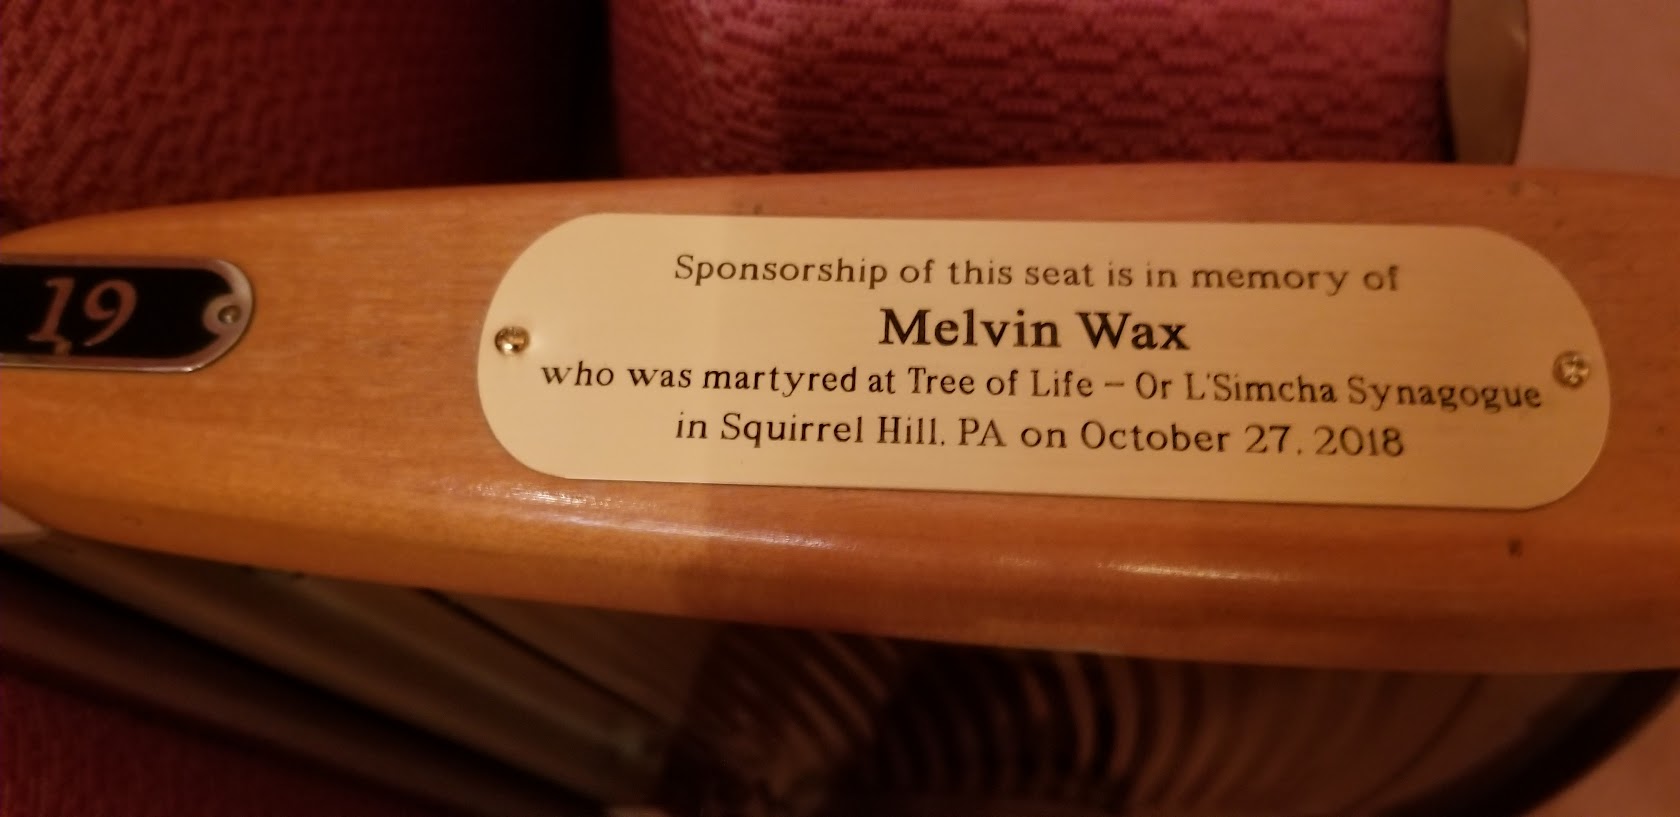 19
Sponsorship of this seat is in memory of
Melvin Wax
who was martyred at Tree of Life – Or L'Simcha Synagogue
in Squirrel Hill, PA on October 27, 2018